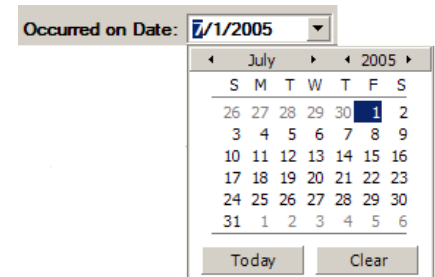 Occurred on Date: 7/1/2005
July 2005
S M T W T F S
26 27 28 29 30 1 2
3 4 5 6 7 8 9
10 11 12 13 14 15 16
17 18 19 20 21 22 23
24 25 26 27 28 29 30
31 1 2 3 4 5 6
Today Clear